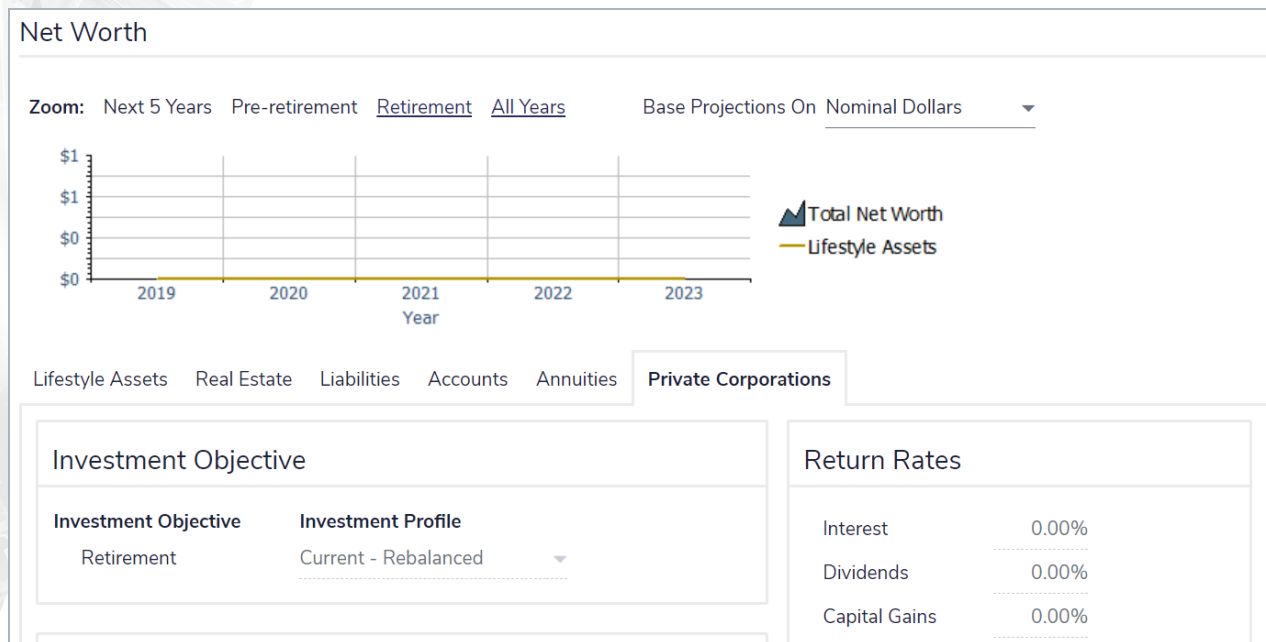 Net Worth
Zoom: Next 5 Years Pre-retirement Retirement All Years Base Projections On Nominal Dollars
$1
$1
$0
$0
2019 2020 2021 2022 2023
Year
Total Net Worth
Lifestyle Assets
Lifestyle Assets Real Estate Liabilities Accounts Annuities Private Corporations
Investment Objective
Investment Objective Investment Profile
Retirement Current - Rebalanced
Return Rates
Interest 0.00%
Dividends 0.00%
Capital Gains 0.00%